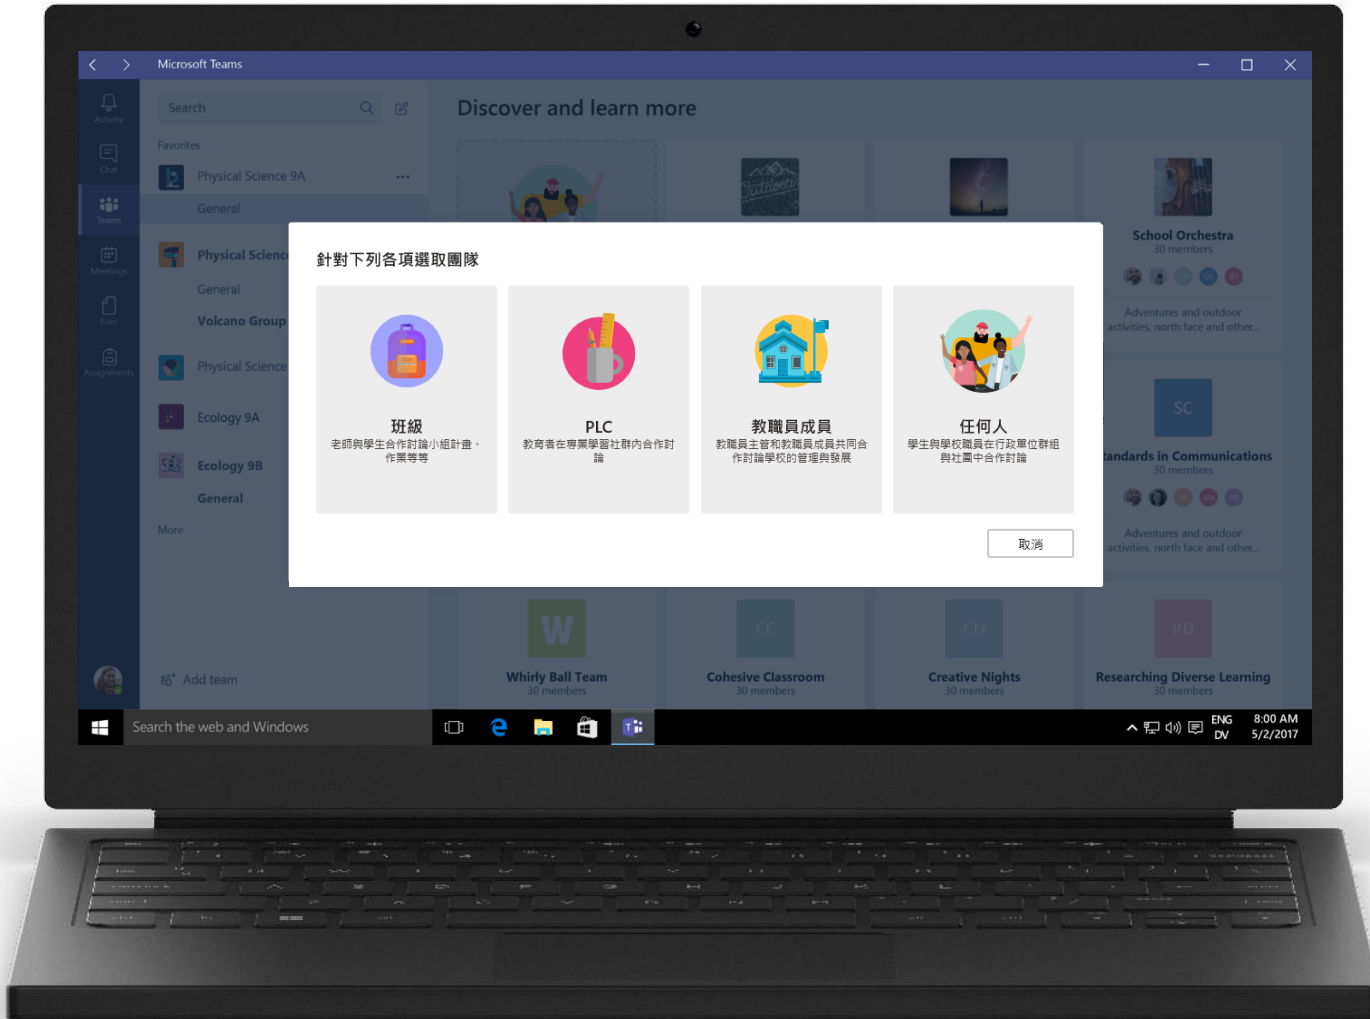 Microsoft Teams
Activity
Chat
Teams
Meetings
Files
Assignments
Search
Favorites
Physical Science 9A
General
Physical Science
General
Volcano Group
Physical Science
Ecology 9A
Ecology 9B
General
More
Add team
Discover and learn more
Outdoors
School Orchestra
30 members
Adventures and outdoor
activities, north face and other...
SC
Standards in Communications
30 members
Adventures and outdoor
activities, north face and other...
針對下列各項選取團隊
班級
老師與學生合作討論小組計畫、
作業等等
PLC
教育者在專業學習社群內合作討
論
教職員成員
教職員主管和教職員成員共同合
作討論學校的管理與發展
任何人
學生與學校職員在行政單位群組
與社團中合作討論
取消
W
Whirly Ball Team
30 members
CC
Cohesive Classroom
30 members
CN
Creative Nights
30 members
RD
Researching Diverse Learning
30 members
Search the web and Windows
ENG
DV
8:00 AM
5/2/2017